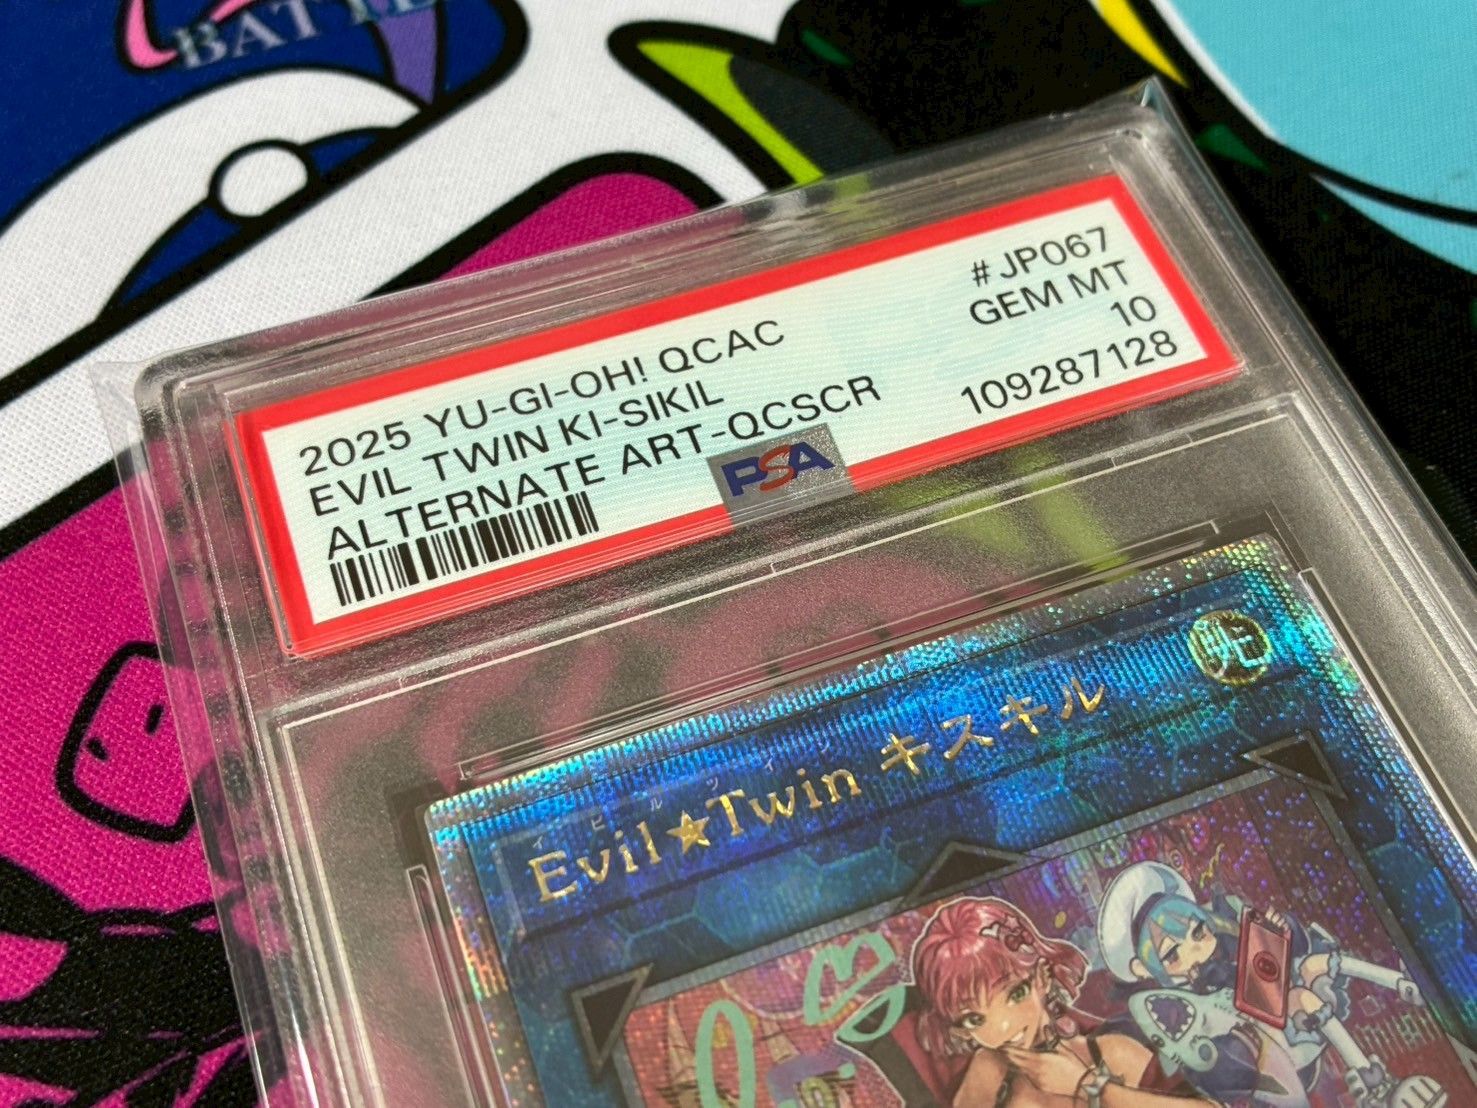 BATTLE
2025 YU-GI-OH! QCAC
EVIL TWIN KI-SIKIL
ALTERNATE ART-QCSCR
#JP067
GEM MT
10
109287128
PSA
イビルツイン
Evil★Twin キスキル
光